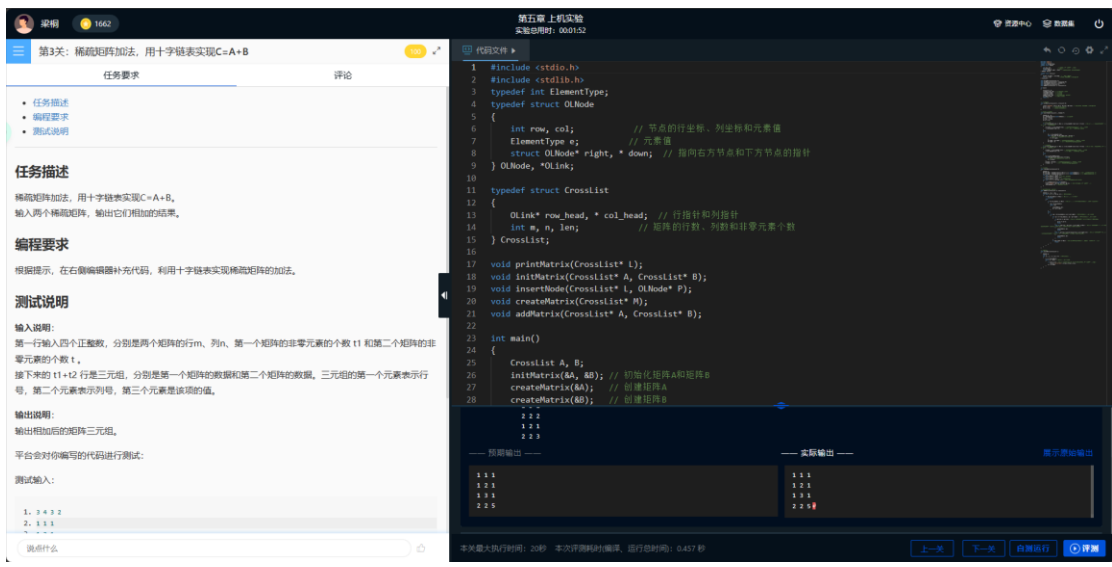 梁桐
1662
第五章 上机实验
实验总用时：00:01:52
资源中心
数据集
第3关：稀疏矩阵加法，用十字链表实现C=A+B
100
任务要求
评论
任务描述
编程要求
测试说明
任务描述
稀疏矩阵加法，用十字链表实现C=A+B。
输入两个稀疏矩阵，输出它们相加的结果。
编程要求
根据提示，在右侧编辑器补充代码，利用十字链表实现稀疏矩阵的加法。
测试说明
输入说明：
第一行输入四个正整数，分别是两个矩阵的行m、列n、第一个矩阵的非零元素的个数 t1 和第二个矩阵的非
零元素的个数 t 。
接下来的 t1+t2 行是三元组，分别是第一个矩阵的数据和第二个矩阵的数据。三元组的第一个元素表示行
号，第二个元素表示列号，第三个元素是该项的值。
输出说明：
输出相加后的矩阵三元组。
平台会对你编写的代码进行测试：
测试输入：
1. 3 4 3 2
2. 1 1 1
说点什么
代码文件
1 #include <stdio.h>
2 #include <stdlib.h>
3 typedef int ElementType;
4 typedef struct OLNode
5 {
6 int row, col; // 节点的行坐标、列坐标和元素值
7 ElementType e; // 元素值
8 struct OLNode* right, * down; // 指向右方节点和下方节点的指针
9 } OLNode, *OLink;
10
11 typedef struct CrossList
12 {
13 OLink* row_head, * col_head; // 行指针和列指针
14 int m, n, len; // 矩阵的行数、列数和非零元素个数
15 } CrossList;
16
17 void printMatrix(CrossList* L);
18 void initMatrix(CrossList* A, CrossList* B);
19 void insertNode(CrossList* L, OLNode* P);
20 void createMatrix(CrossList* M);
21 void addMatrix(CrossList* A, CrossList* B);
22
23 int main()
24 {
25 CrossList A, B;
26 initMatrix(&A, &B); // 初始化矩阵A和矩阵B
27 createMatrix(&A); // 创建矩阵A
28 createMatrix(&B); // 创建矩阵B
2 2 2
1 2 1
2 2 3
—— 预期输出 ——
—— 实际输出 ——
展示原始输出
1 1 1
1 2 1
1 3 1
2 2 5
1 1 1
1 2 1
1 3 1
2 2 5
本关最大执行时间：20秒 本次评测耗时(编译、运行总时间)：0.457 秒
上一关
下一关
自测运行
评测